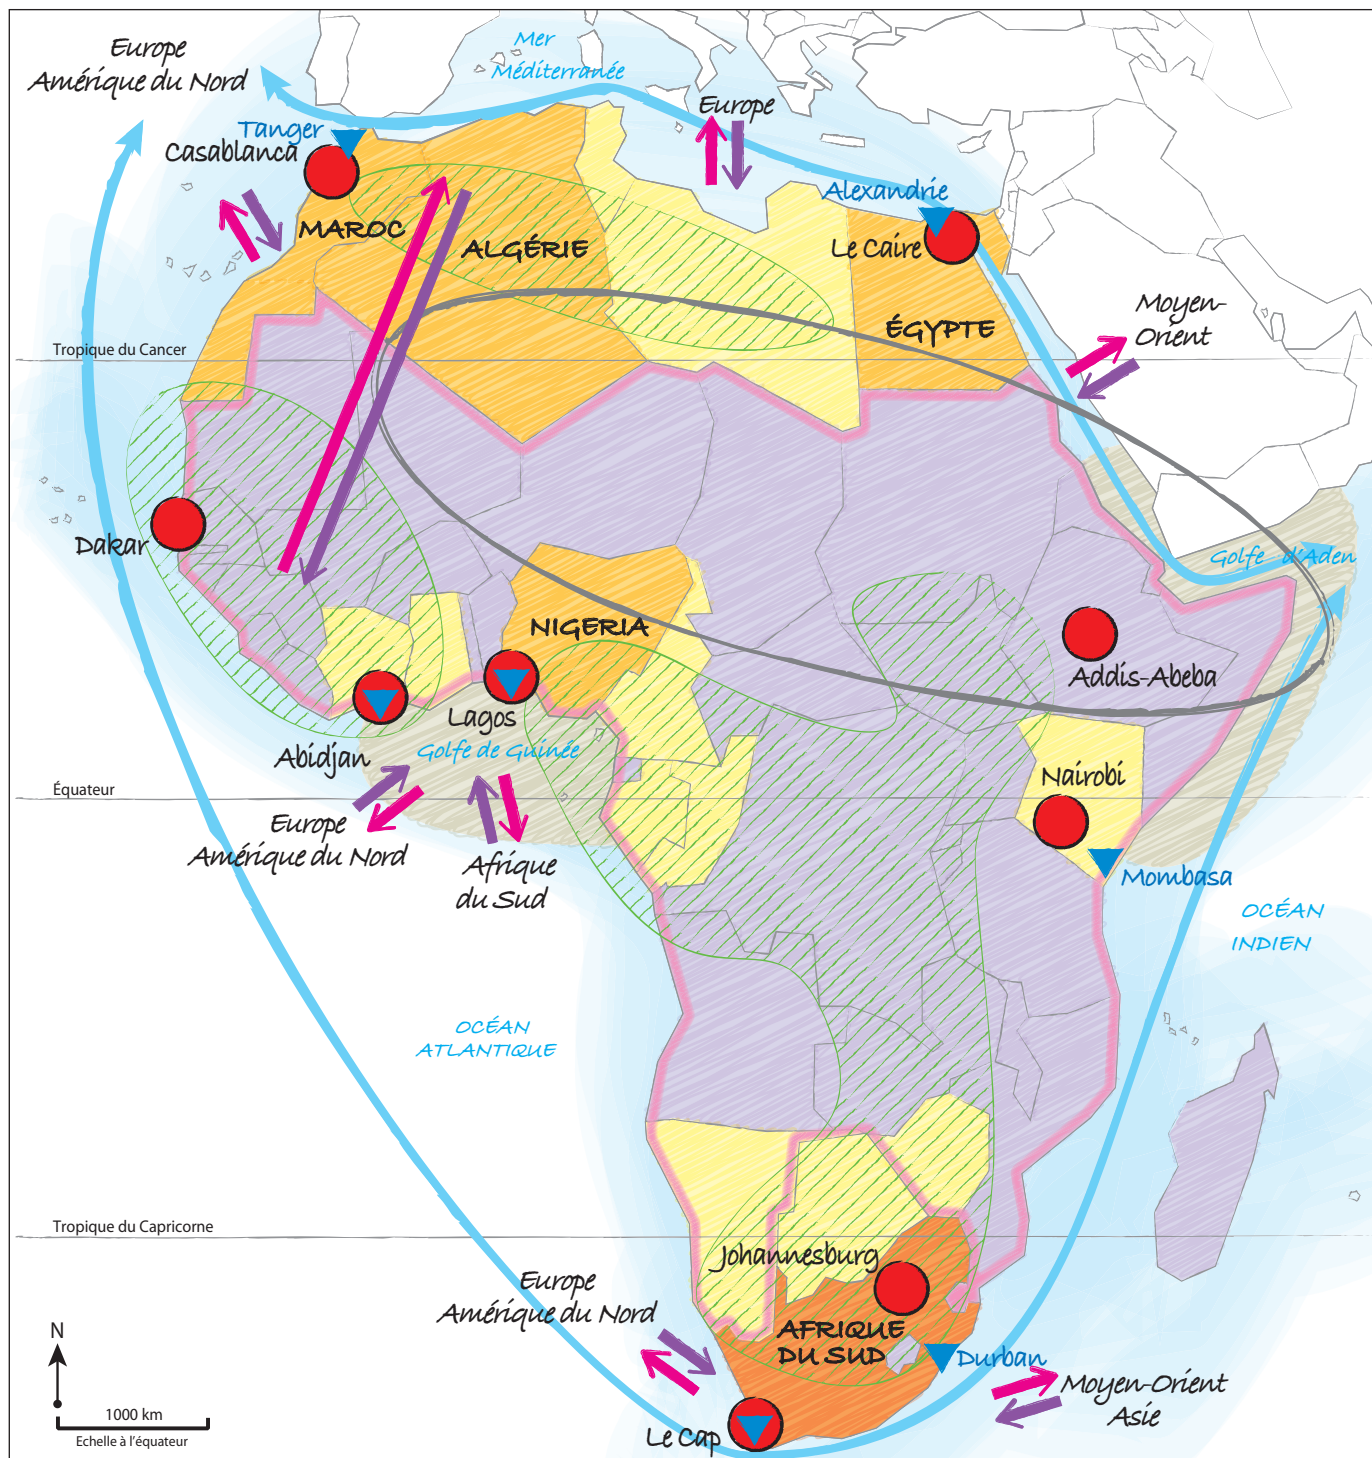 Europe
Amérique du Nord
Mer
Méditerranée
Europe
Tanger
Casablanca
MAROC
ALGÉRIE
Alexandrie
Le Caire
ÉGYPTE
Moyen-
Orient
Tropique du Cancer
Dakar
Golfe d'Aden
NIGERIA
Addis-Abeba
Lagos
Abidjan
Golfe de Guinée
Nairobi
Équateur
Europe
Amérique du Nord
Afrique
du Sud
Mombasa
OCÉAN
INDIEN
OCÉAN
ATLANTIQUE
Tropique du Capricorne
Johannesburg
Europe
Amérique du Nord
AFRIQUE
DU SUD
Durban
Moyen-Orient
Asie
Le Cap
N
1000 km
Echelle à l'équateur